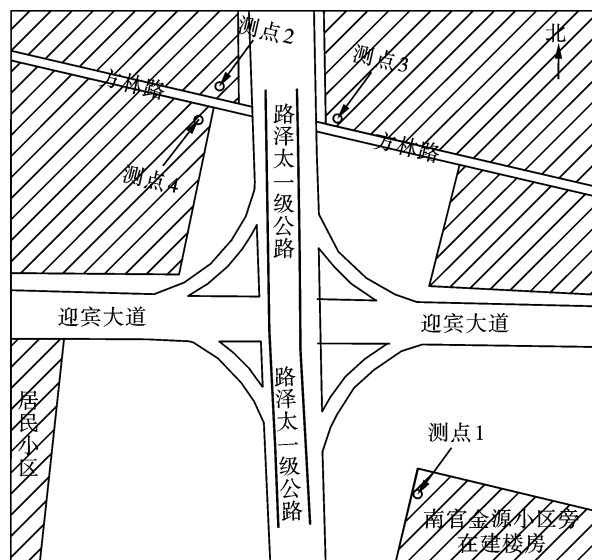 测点2
北
测点3
方林路
方林路
测点4
路泽太一级公路
迎宾大道
迎宾大道
路泽太一级公路
居民小区
测点1
南官金源小区旁
在建楼房